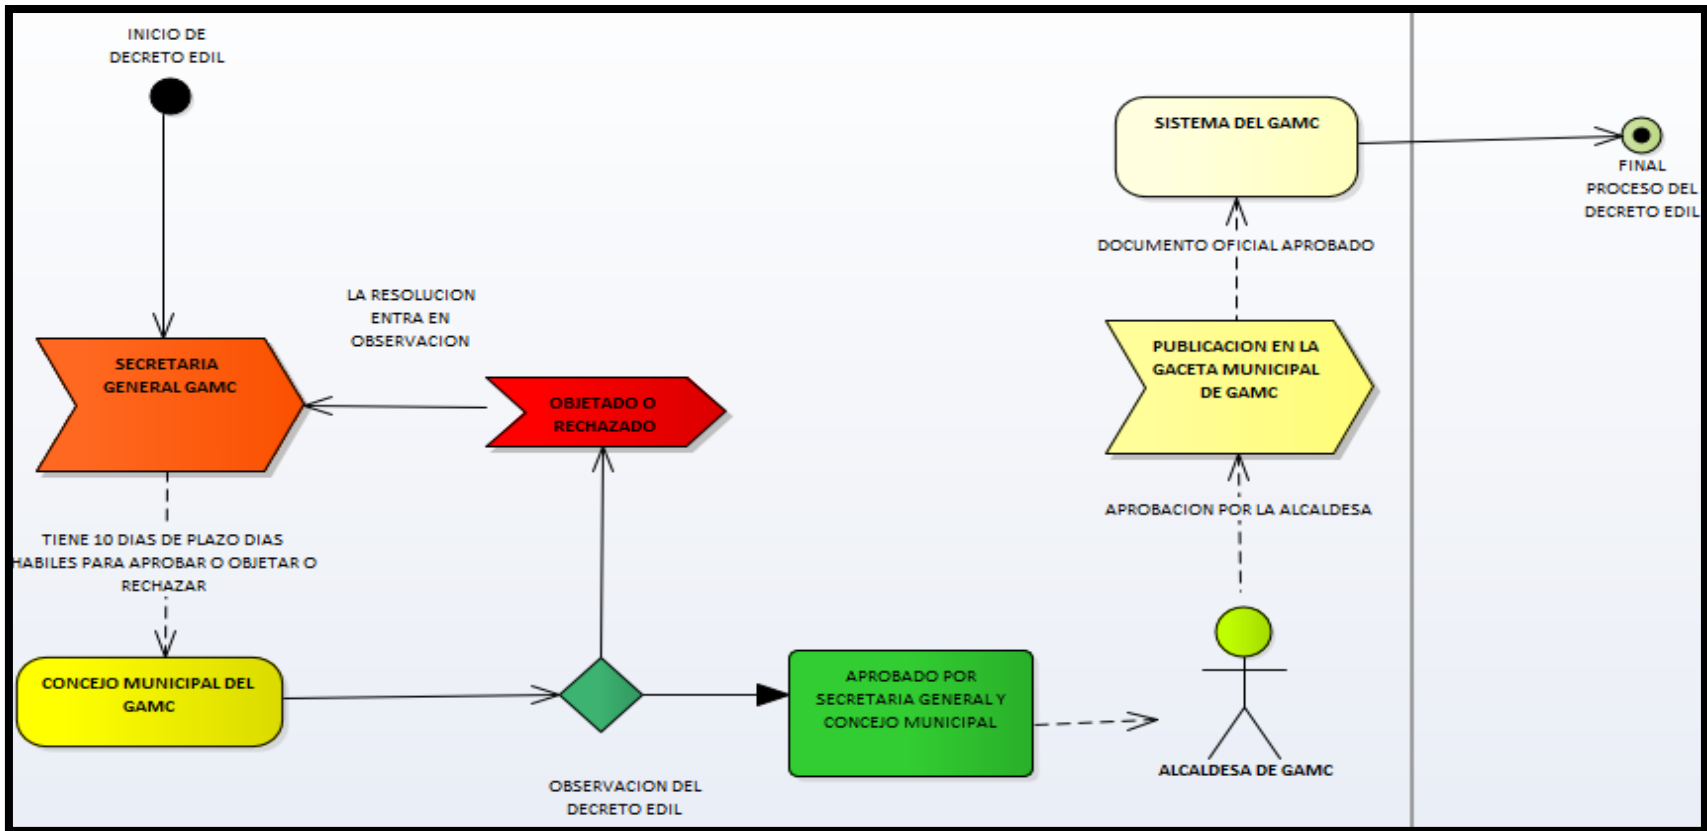 INICIO DE
DECRETO EDIL
SISTEMA DEL GAMC
FINAL
PROCESO DEL
DECRETO EDIL
DOCUMENTO OFICIAL APROBADO
LA RESOLUCION
ENTRA EN
OBSERVACION
SECRETARIA
GENERAL GAMC
OBJETADO O
RECHAZADO
PUBLICACION EN LA
GACETA MUNICIPAL
DE GAMC
APROBACION POR LA ALCALDESA
TIENE 10 DIAS DE PLAZO DIAS
HABILES PARA APROBAR O OBJETAR O
RECHAZAR
CONCEJO MUNICIPAL DEL
GAMC
APROBADO POR
SECRETARIA GENERAL Y
CONCEJO MUNICIPAL
ALCALDESA DE GAMC
OBSERVACION DEL
DECRETO EDIL